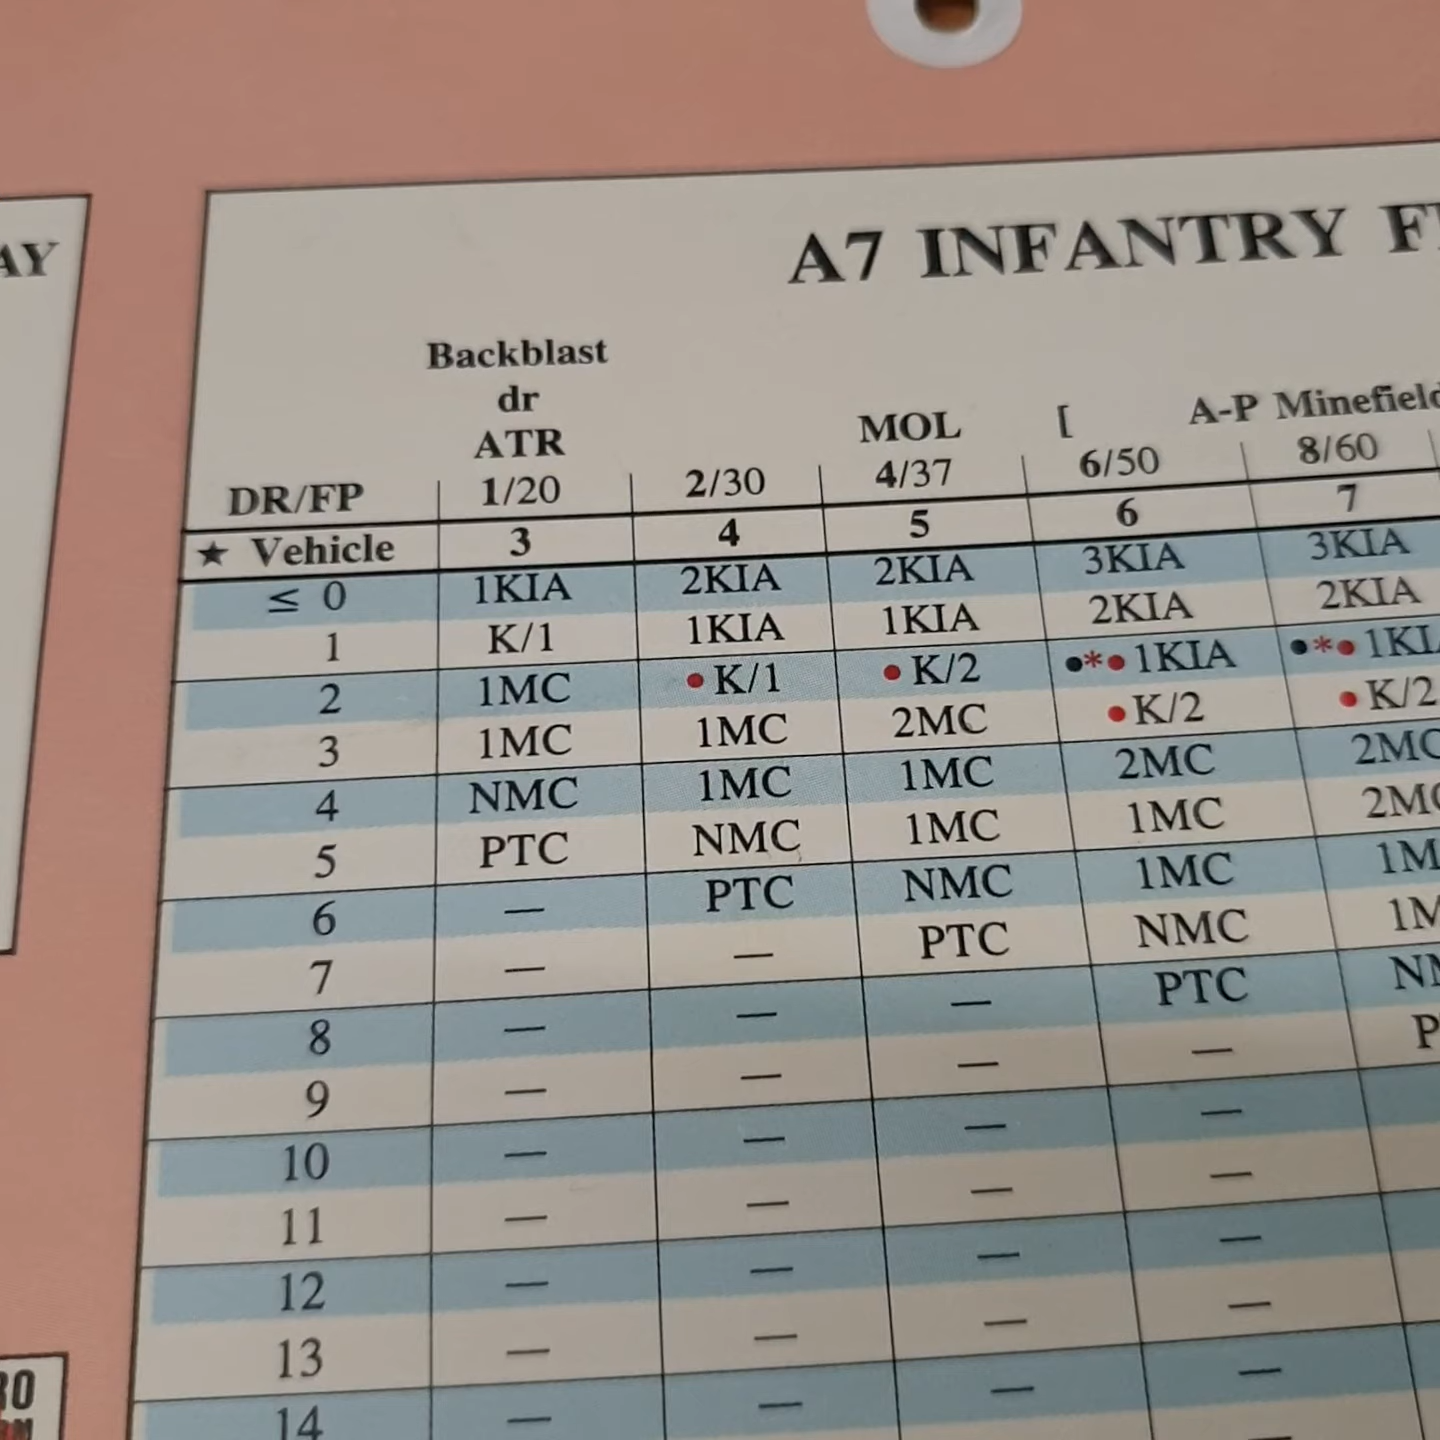 AY
A7 INFANTRY
Backblast
dr
ATR MOL [ A-P Minefield
DR/FP 1/20 2/30 4/37 6/50 8/60
★ Vehicle 3 4 5 6 7
≤ 0 1KIA 2KIA 2KIA 3KIA 3KIA
1 K/1 1KIA 1KIA 2KIA 2KIA
2 1MC •K/1 •K/2 •*•1KIA •*•
3 1MC 1MC 2MC •K/2 •K/2
4 NMC 1MC 1MC 2MC 2MC
5 PTC NMC 1MC 1MC
6 — PTC NMC 1MC
7 — — PTC NMC
8 — — — PTC
9 — — — —
10 — — — —
11 — — — —
12 — — — —
13 — — — —
14 — — — —